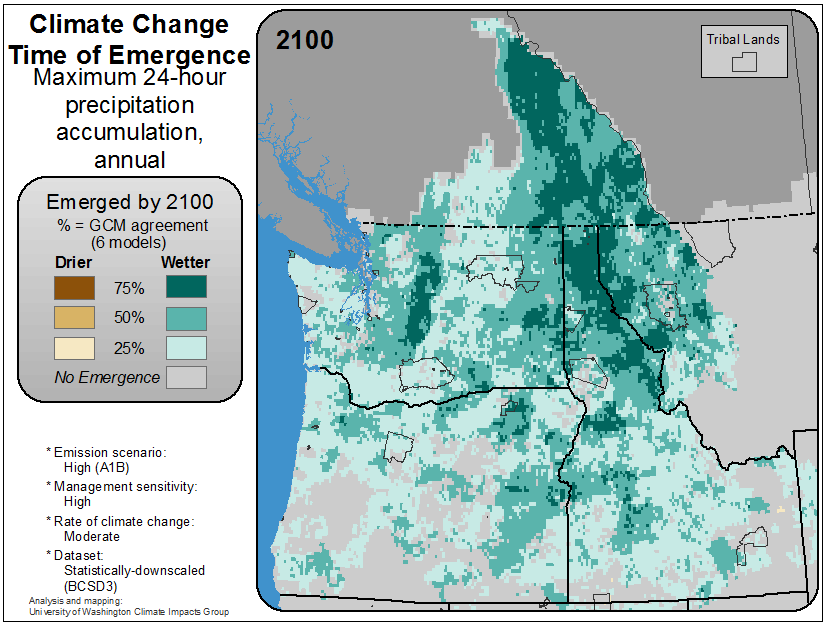 Climate Change
Time of Emergence
Maximum 24-hour
precipitation
accumulation,
annual
Emerged by 2100
% = GCM agreement
(6 models)
Drier Wetter
75%
50%
25%
No Emergence
* Emission scenario:
High (A1B)
* Management sensitivity:
High
* Rate of climate change:
Moderate
* Dataset:
Statistically-downscaled
(BCSD3)
Analysis and mapping:
University of Washington Climate Impacts Group
2100
Tribal Lands